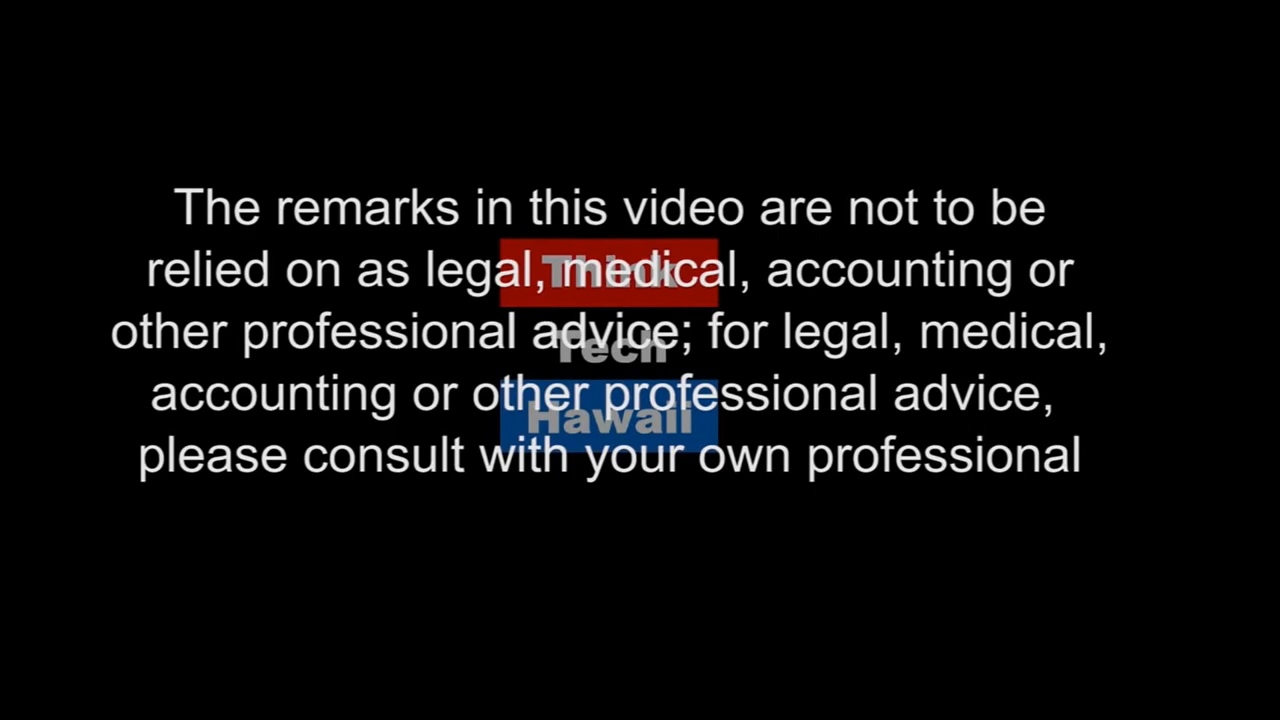 The remarks in this video are not to be
relied on as legal, medical, accounting or
other professional advice; for legal, medical,
accounting or other professional advice,
please consult with your own professional
Think
Tech
Hawaii